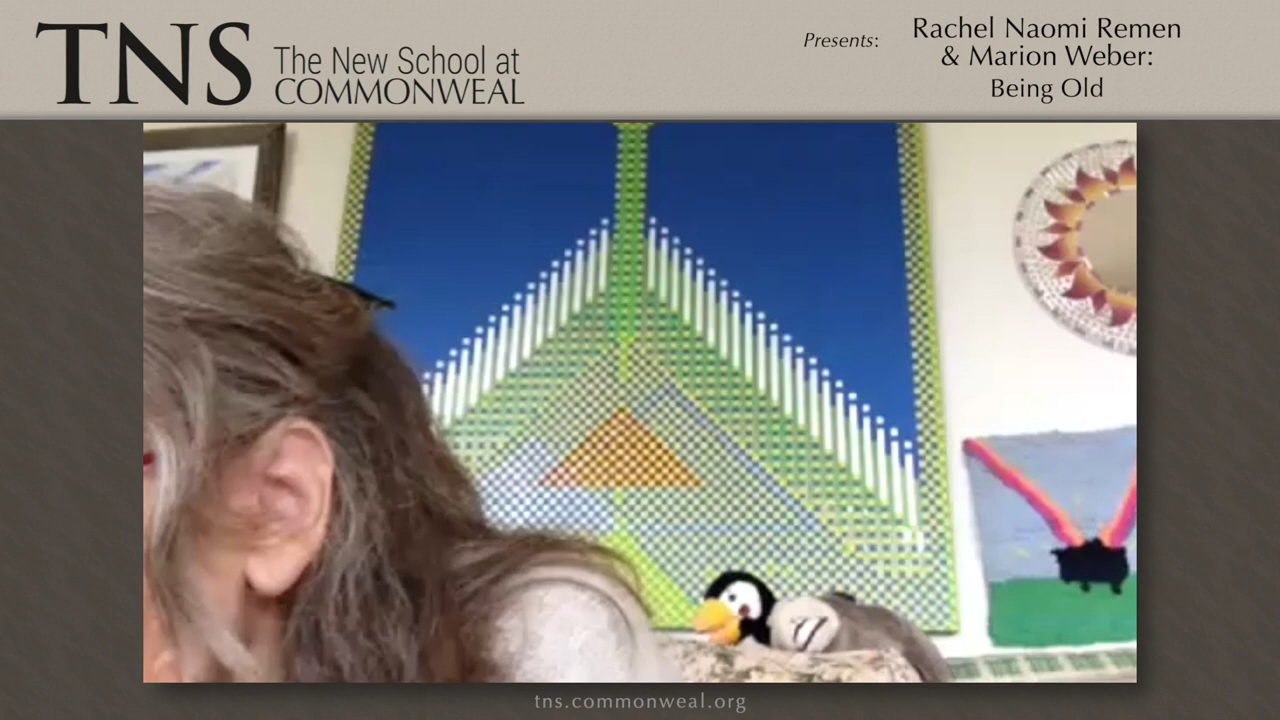 TNS
The New School at
COMMONWEAL
Presents:
Rachel Naomi Remen
& Marion Weber:
Being Old
tns.commonweal.org